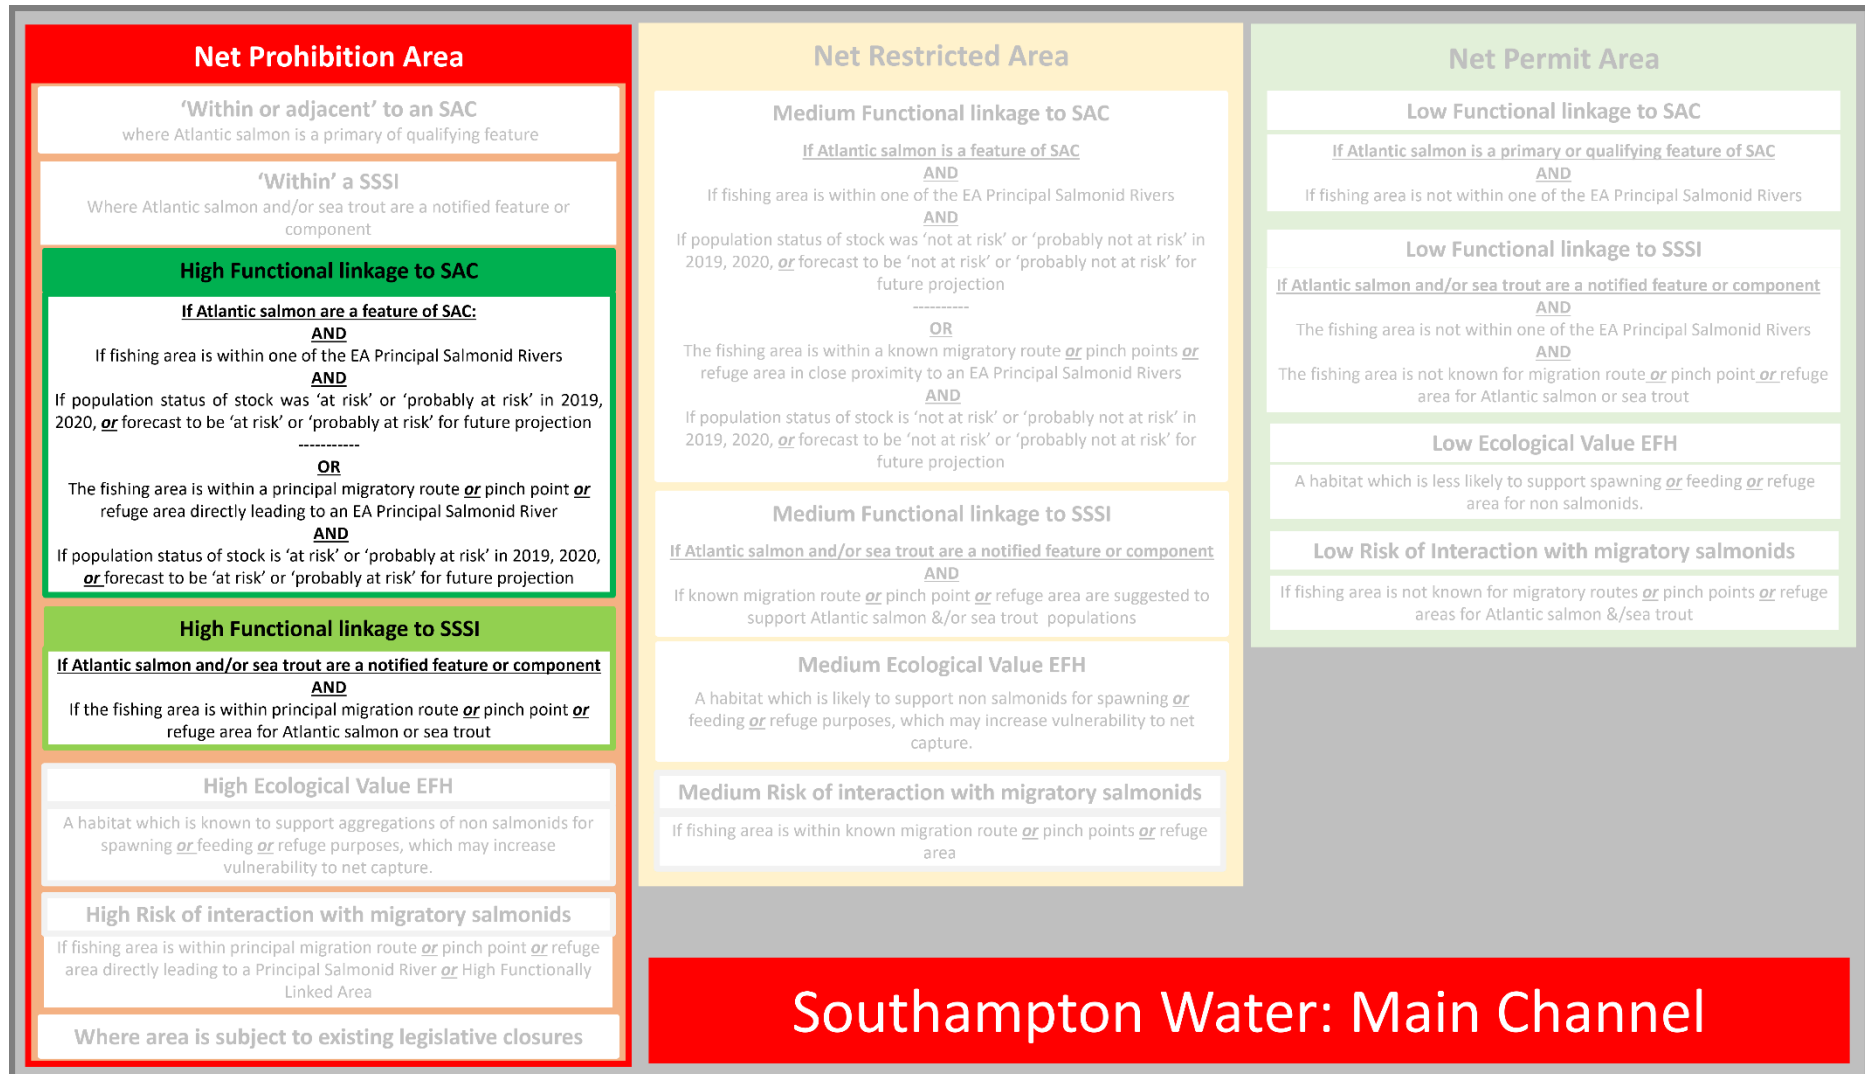 Net Prohibition Area
‘Within or adjacent’ to an SAC
where Atlantic salmon is a primary of qualifying feature
‘Within’ a SSSI
Where Atlantic salmon and/or sea trout are a notified feature or
component
High Functional linkage to SAC
If Atlantic salmon are a feature of SAC:
AND
If fishing area is within one of the EA Principal Salmonid Rivers
AND
If population status of stock was ‘at risk’ or ‘probably at risk’ in 2019,
2020, or forecast to be ‘at risk’ or ‘probably at risk’ for future projection
-----------
OR
The fishing area is within a principal migratory route or pinch point or
refuge area directly leading to an EA Principal Salmonid River
AND
If population status of stock is ‘at risk’ or ‘probably at risk’ in 2019, 2020,
or forecast to be ‘at risk’ or ‘probably at risk’ for future projection
High Functional linkage to SSSI
If Atlantic salmon and/or sea trout are a notified feature or component
AND
If the fishing area is within principal migration route or pinch point or
refuge area for Atlantic salmon or sea trout
High Ecological Value EFH
A habitat which is known to support aggregations of non salmonids for
spawning or feeding or refuge purposes, which may increase
vulnerability to net capture.
High Risk of interaction with migratory salmonids
If fishing area is within principal migration route or pinch point or refuge
area directly leading to a Principal Salmonid River or High Functionally
Linked Area
Where area is subject to existing legislative closures
Net Restricted Area
Medium Functional linkage to SAC
If Atlantic salmon is a feature of SAC
AND
If fishing area is within one of the EA Principal Salmonid Rivers
AND
If population status of stock was ‘not at risk’ or ‘probably not at risk’ in
2019, 2020, or forecast to be ‘not at risk’ or ‘probably not at risk’ for
future projection
----------
OR
The fishing area is within a known migratory route or pinch points or
refuge area in close proximity to an EA Principal Salmonid Rivers
AND
If population status of stock is ‘not at risk’ or ‘probably not at risk’ in
2019, 2020, or forecast to be ‘not at risk’ or ‘probably not at risk’ for
future projection
Medium Functional linkage to SSSI
If Atlantic salmon and/or sea trout are a notified feature or component
AND
If known migration route or pinch point or refuge area are suggested to
support Atlantic salmon &/or sea trout populations
Medium Ecological Value EFH
A habitat which is likely to support non salmonids for spawning or
feeding or refuge purposes, which may increase vulnerability to net
capture.
Medium Risk of interaction with migratory salmonids
If fishing area is within known migration route or pinch points or refuge
area
Net Permit Area
Low Functional linkage to SAC
If Atlantic salmon is a primary or qualifying feature of SAC
AND
If fishing area is not within one of the EA Principal Salmonid Rivers
Low Functional linkage to SSSI
If Atlantic salmon and/or sea trout are a notified feature or component
AND
The fishing area is not within one of the EA Principal Salmonid Rivers
AND
The fishing area is not known for migration route or pinch point or refuge
area for Atlantic salmon or sea trout
Low Ecological Value EFH
A habitat which is less likely to support spawning or feeding or refuge
area for non salmonids.
Low Risk of Interaction with migratory salmonids
If fishing area is not known for migratory routes or pinch points or refuge
areas for Atlantic salmon &/sea trout
Southampton Water: Main Channel